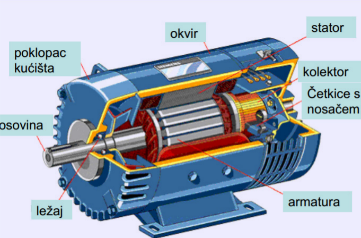 okvir
stator
poklopac
kućišta
kolektor
Četkice s
nosačem
osovina
ležaj
armatura